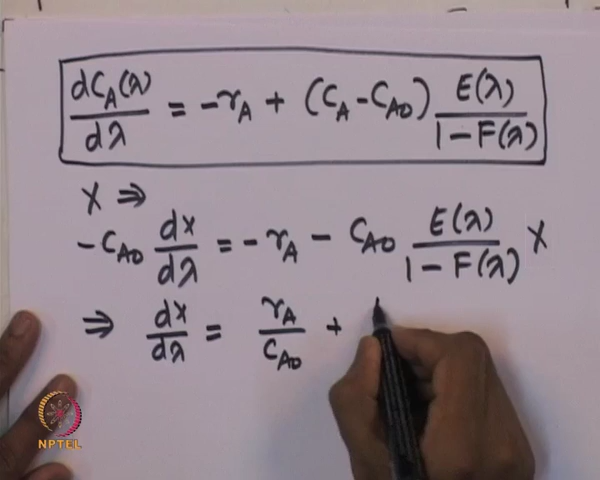 dC_A(λ)/dλ = -r_A + (C_A - C_A0) E(λ)/1-F(λ)
X ⇒
-C_A0 dX/dλ = -r_A - C_A0 E(λ)/1-F(λ) X
⇒ dX/dλ = r_A/C_A0 +
NPTEL